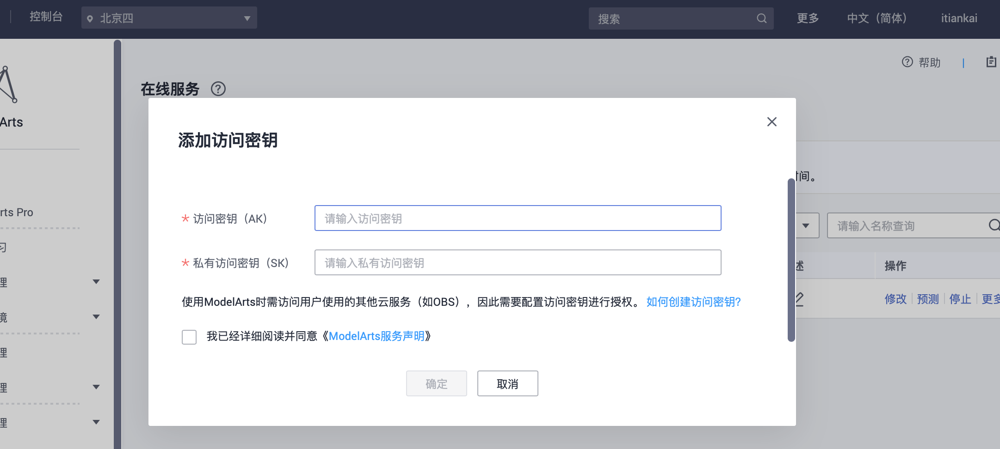 控制台
北京四
搜索
更多
中文（简体）
itiankai
帮助
在线服务
Arts
添加访问密钥
时间。
rts Pro
* 访问密钥（AK）
请输入访问密钥
请输入名称查询
习
* 私有访问密钥（SK）
请输入私有访问密钥
述
操作
理
使用ModelArts时需访问用户使用的其他云服务（如OBS），因此需要配置访问密钥进行授权。 如何创建访问密钥?
修改
预测
停止
更多
境
我已经详细阅读并同意《ModelArts服务声明》
理
确定
取消
理
理